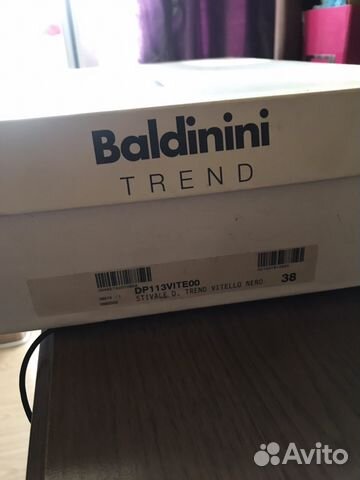 Baldinini
TREND
DP113VITE00
38
STIVALE D. TREND VITELLO NERO
Avito